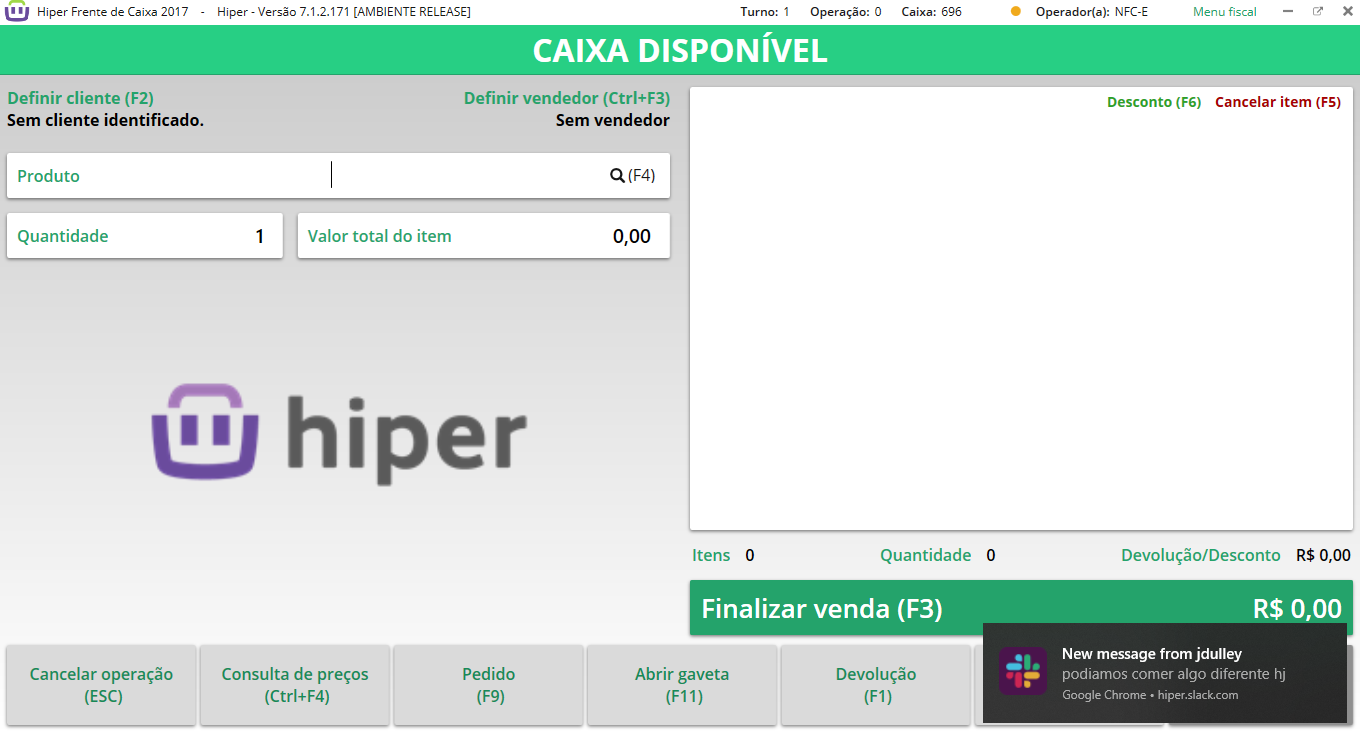 Hiper Frente de Caixa 2017 - Hiper - Versão 7.1.2.171 [AMBIENTE RELEASE] Turno: 1 Operação: 0 Caixa: 696 Operador(a): NFC-E Menu fiscal
CAIXA DISPONÍVEL
Definir cliente (F2) Definir vendedor (Ctrl+F3)
Sem cliente identificado. Sem vendedor
Desconto (F6) Cancelar item (F5)
Produto (F4)
Quantidade 1 Valor total do item 0,00
hiper
Itens 0 Quantidade 0 Devolução/Desconto R$ 0,00
Finalizar venda (F3) R$ 0,00
Cancelar operação
(ESC)
Consulta de preços
(Ctrl+F4)
Pedido
(F9)
Abrir gaveta
(F11)
Devolução
(F1)
New message from jdulley
podiamos comer algo diferente hj
Google Chrome • hiper.slack.com